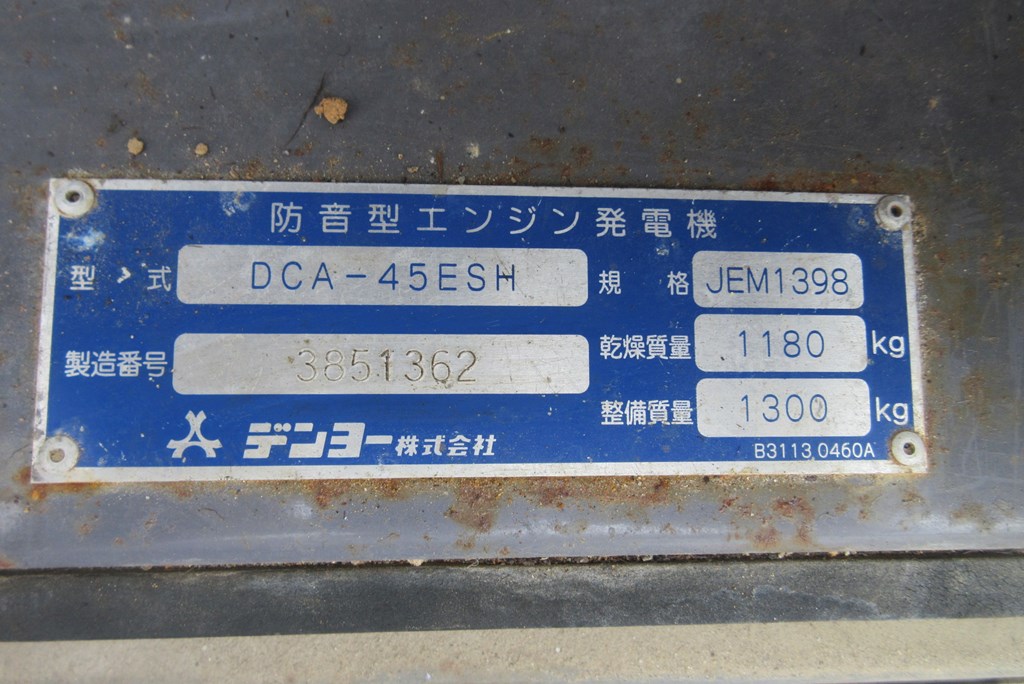 防音型エンジン発電機
型式 DCA-45ESH 規格 JEM1398
製造番号 3851362 乾燥質量 1180 kg
整備質量 1300 kg
デンヨー株式会社 B3113 0460A